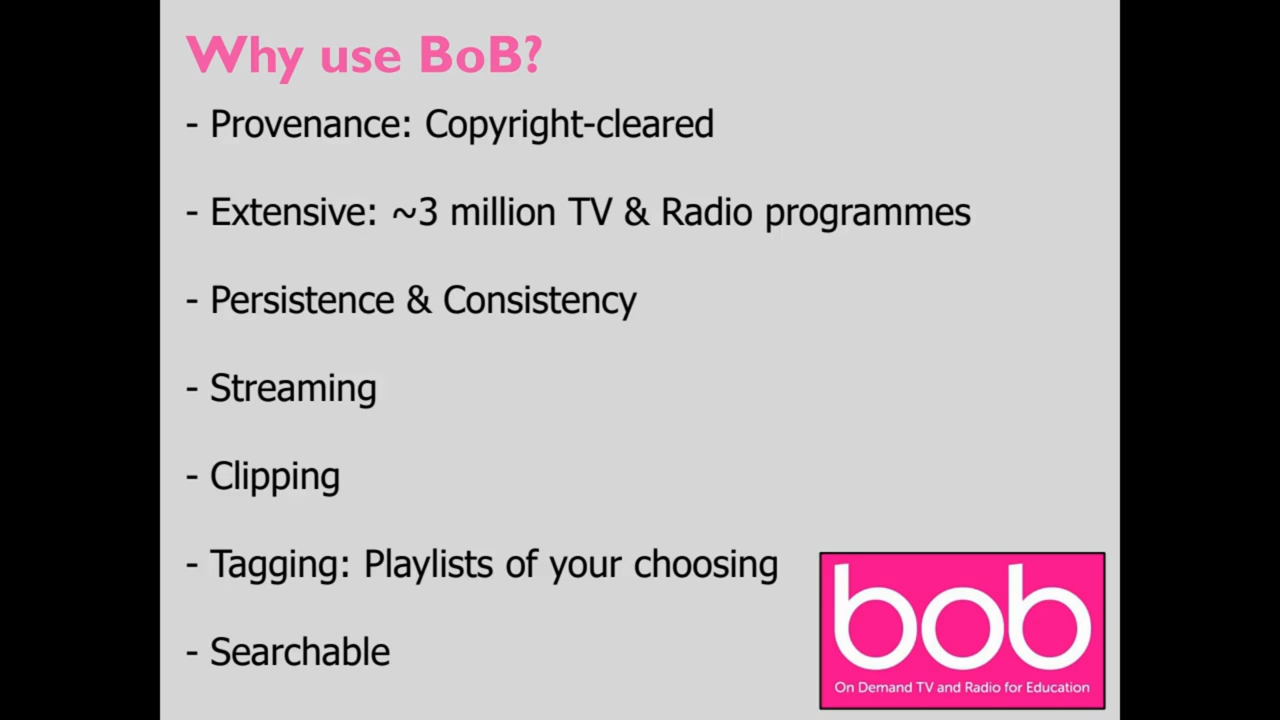 Why use BoB?
- Provenance: Copyright-cleared
- Extensive: ~3 million TV & Radio programmes
- Persistence & Consistency
- Streaming
- Clipping
- Tagging: Playlists of your choosing
- Searchable
bob
On Demand TV and Radio for Education